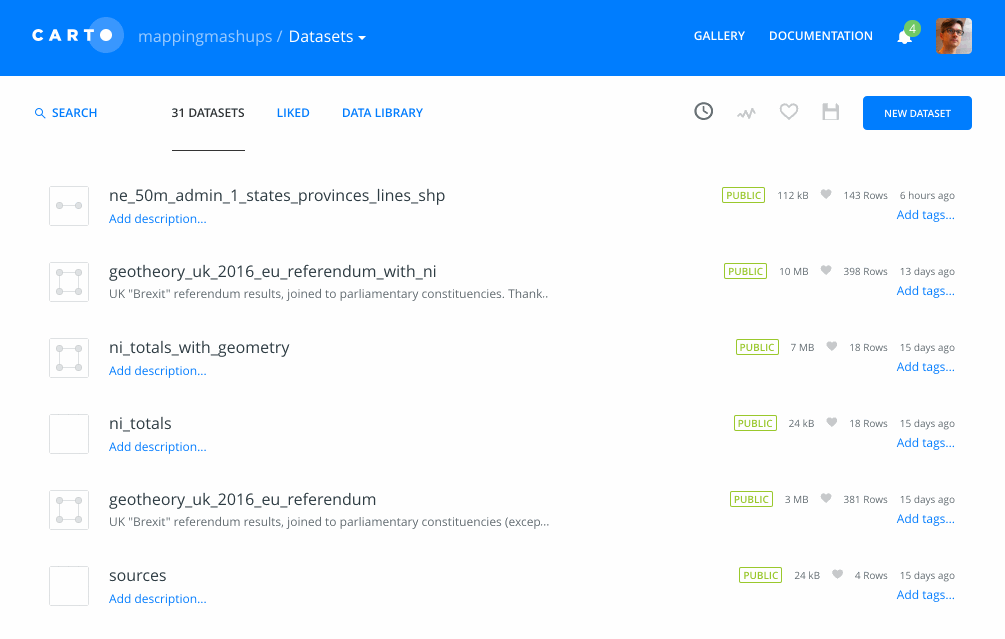 CARTO mappingmashups / Datasets GALLERY DOCUMENTATION 4
SEARCH 31 DATASETS LIKED DATA LIBRARY NEW DATASET
ne_50m_admin_1_states_provinces_lines_shp PUBLIC 112 kB 143 Rows 6 hours ago
Add description... Add tags...
geotheory_uk_2016_eu_referendum_with_ni PUBLIC 10 MB 398 Rows 13 days ago
UK "Brexit" referendum results, joined to parliamentary constituencies. Thank.. Add tags...
ni_totals_with_geometry PUBLIC 7 MB 18 Rows 15 days ago
Add description... Add tags...
ni_totals PUBLIC 24 kB 18 Rows 15 days ago
Add description... Add tags...
geotheory_uk_2016_eu_referendum PUBLIC 3 MB 381 Rows 15 days ago
UK "Brexit" referendum results, joined to parliamentary constituencies (excep... Add tags...
sources PUBLIC 24 kB 4 Rows 15 days ago
Add description... Add tags...